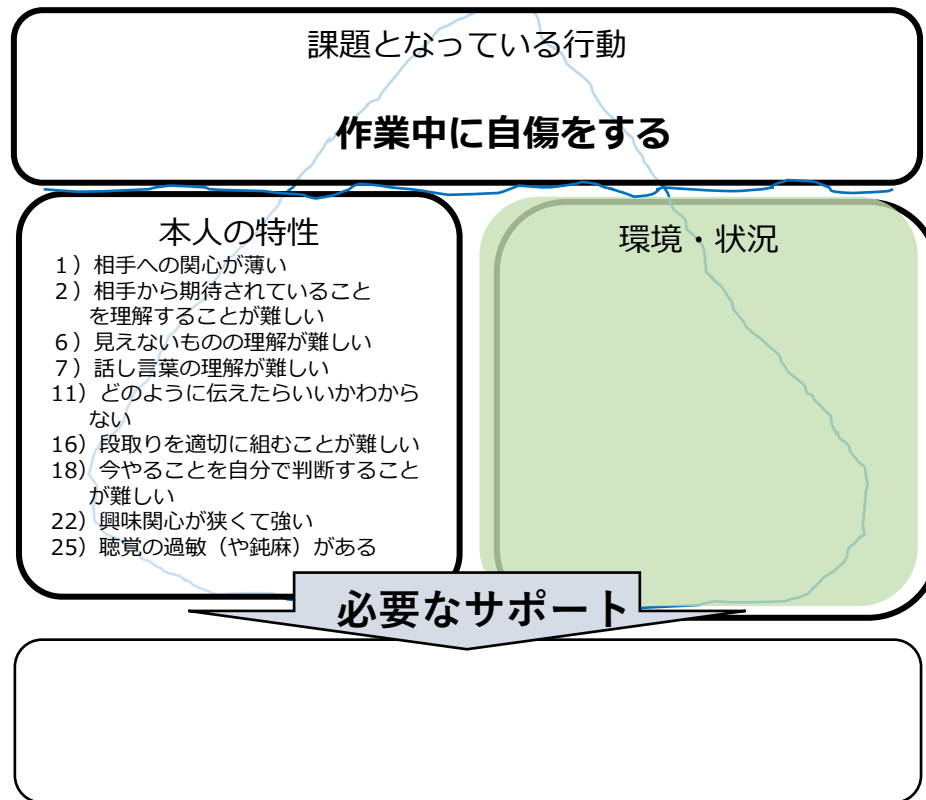 課題となっている行動
作業中に自傷をする
本人の特性
1）相手への関心が薄い
2）相手から期待されていること
を理解することが難しい
6）見えないものの理解が難しい
7）話し言葉の理解が難しい
11）どのように伝えたらいいかわから
ない
16）段取りを適切に組むことが難しい
18）今やることを自分で判断すること
が難しい
22）興味関心が狭くて強い
25）聴覚の過敏（や鈍麻）がある
環境・状況
必要なサポート